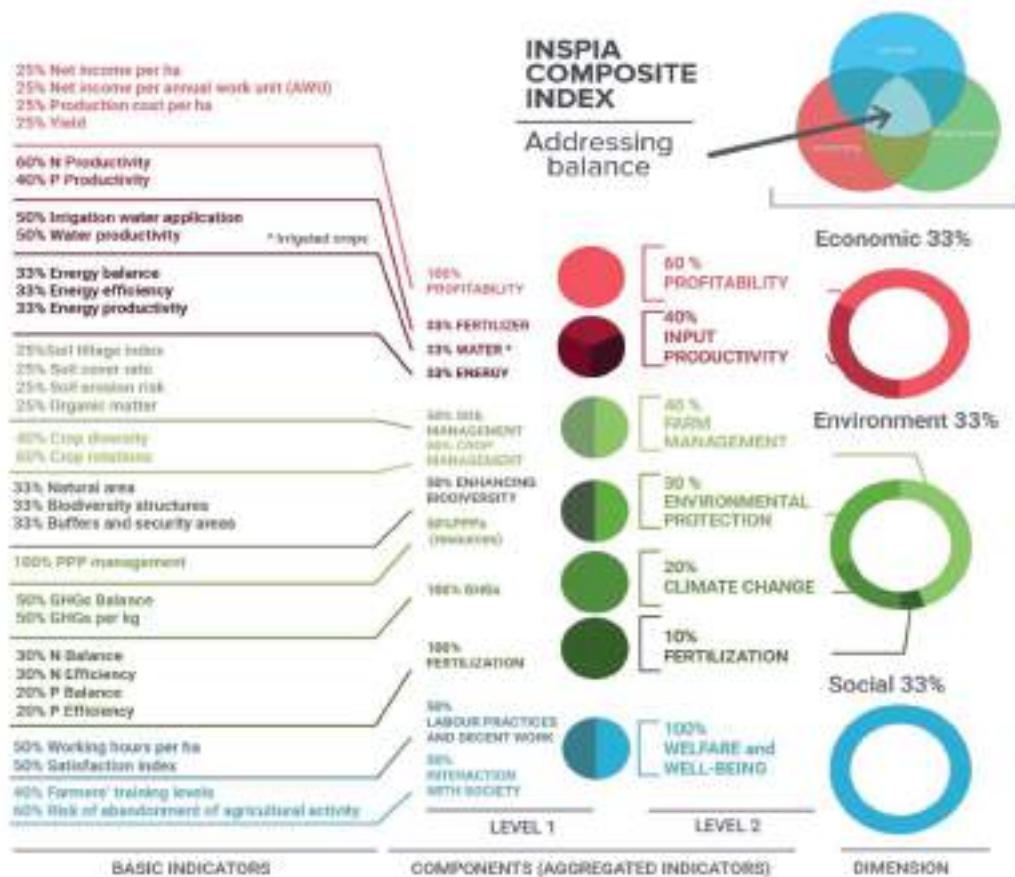 INSPIA
COMPOSITE
INDEX
Addressing
balance
25% Net income per ha
25% Net income per annual work unit (AWU)
25% Production cost per ha
25% Yield
60% N Productivity
40% P Productivity
50% Irrigation water application
50% Water productivity
* Irrigated crops
33% Energy balance
33% Energy efficiency
33% Energy productivity
25%Soil tillage index
25% Soil cover rate
25% Soil erosion risk
25% Organic matter
40% Crop diversity
60% Crop rotations
33% Natural area
33% Biodiversity structures
33% Buffers and security areas
100% PPP management
50% GHGs Balance
50% GHGs per kg
30% N Balance
30% N Efficiency
20% P Balance
20% P Efficiency
50% Working hours per ha
50% Satisfaction index
40% Farmers' training levels
60% Risk of abandonment of agricultural activity
BASIC INDICATORS
100%
PROFITABILITY
33% FERTILIZER
33% WATER *
33% ENERGY
50% SOIL
MANAGEMENT
50% CROP
MANAGEMENT
50% ENHANCING
BIODIVERSITY
50%PPPs
100% GHGs
100%
FERTILIZATION
50%
LABOUR PRACTICES
AND DECENT WORK
50%
INTERACTION
WITH SOCIETY
LEVEL 1
60 %
PROFITABILITY
40%
INPUT
PRODUCTIVITY
40 %
FARM
MANAGEMENT
30 %
ENVIRONMENTAL
PROTECTION
20%
CLIMATE CHANGE
10%
FERTILIZATION
100%
WELFARE and
WELL-BEING
LEVEL 2
COMPONENTS (AGGREGATED INDICATORS)
Economic 33%
Environment 33%
Social 33%
DIMENSION